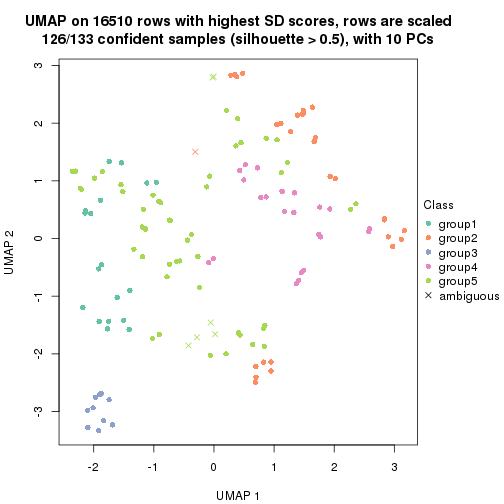 UMAP on 16510 rows with highest SD scores, rows are scaled
126/133 confident samples (silhouette > 0.5), with 10 PCs
3
2
1
0
-1
-2
-3
UMAP 2
-2
-1
0
1
2
3
UMAP 1
Class
group1
group2
group3
group4
group5
ambiguous